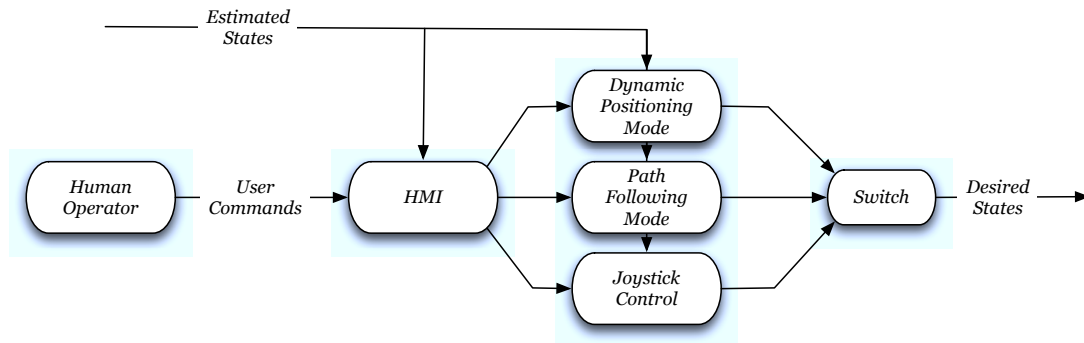 Estimated
States
Dynamic
Positioning
Mode
Human
Operator
User
Commands
HMI
Path
Following
Mode
Switch
Desired
States
Joystick
Control